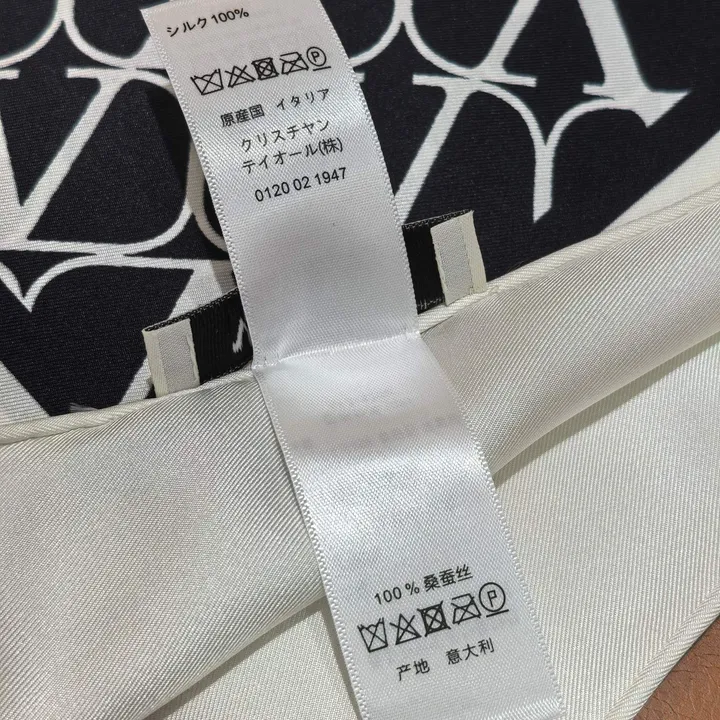 シルク 100%
原産国 イタリア
クリスチャン
ディオール(株)
0120 02 1947
100 % 桑蚕丝
产地 意大利